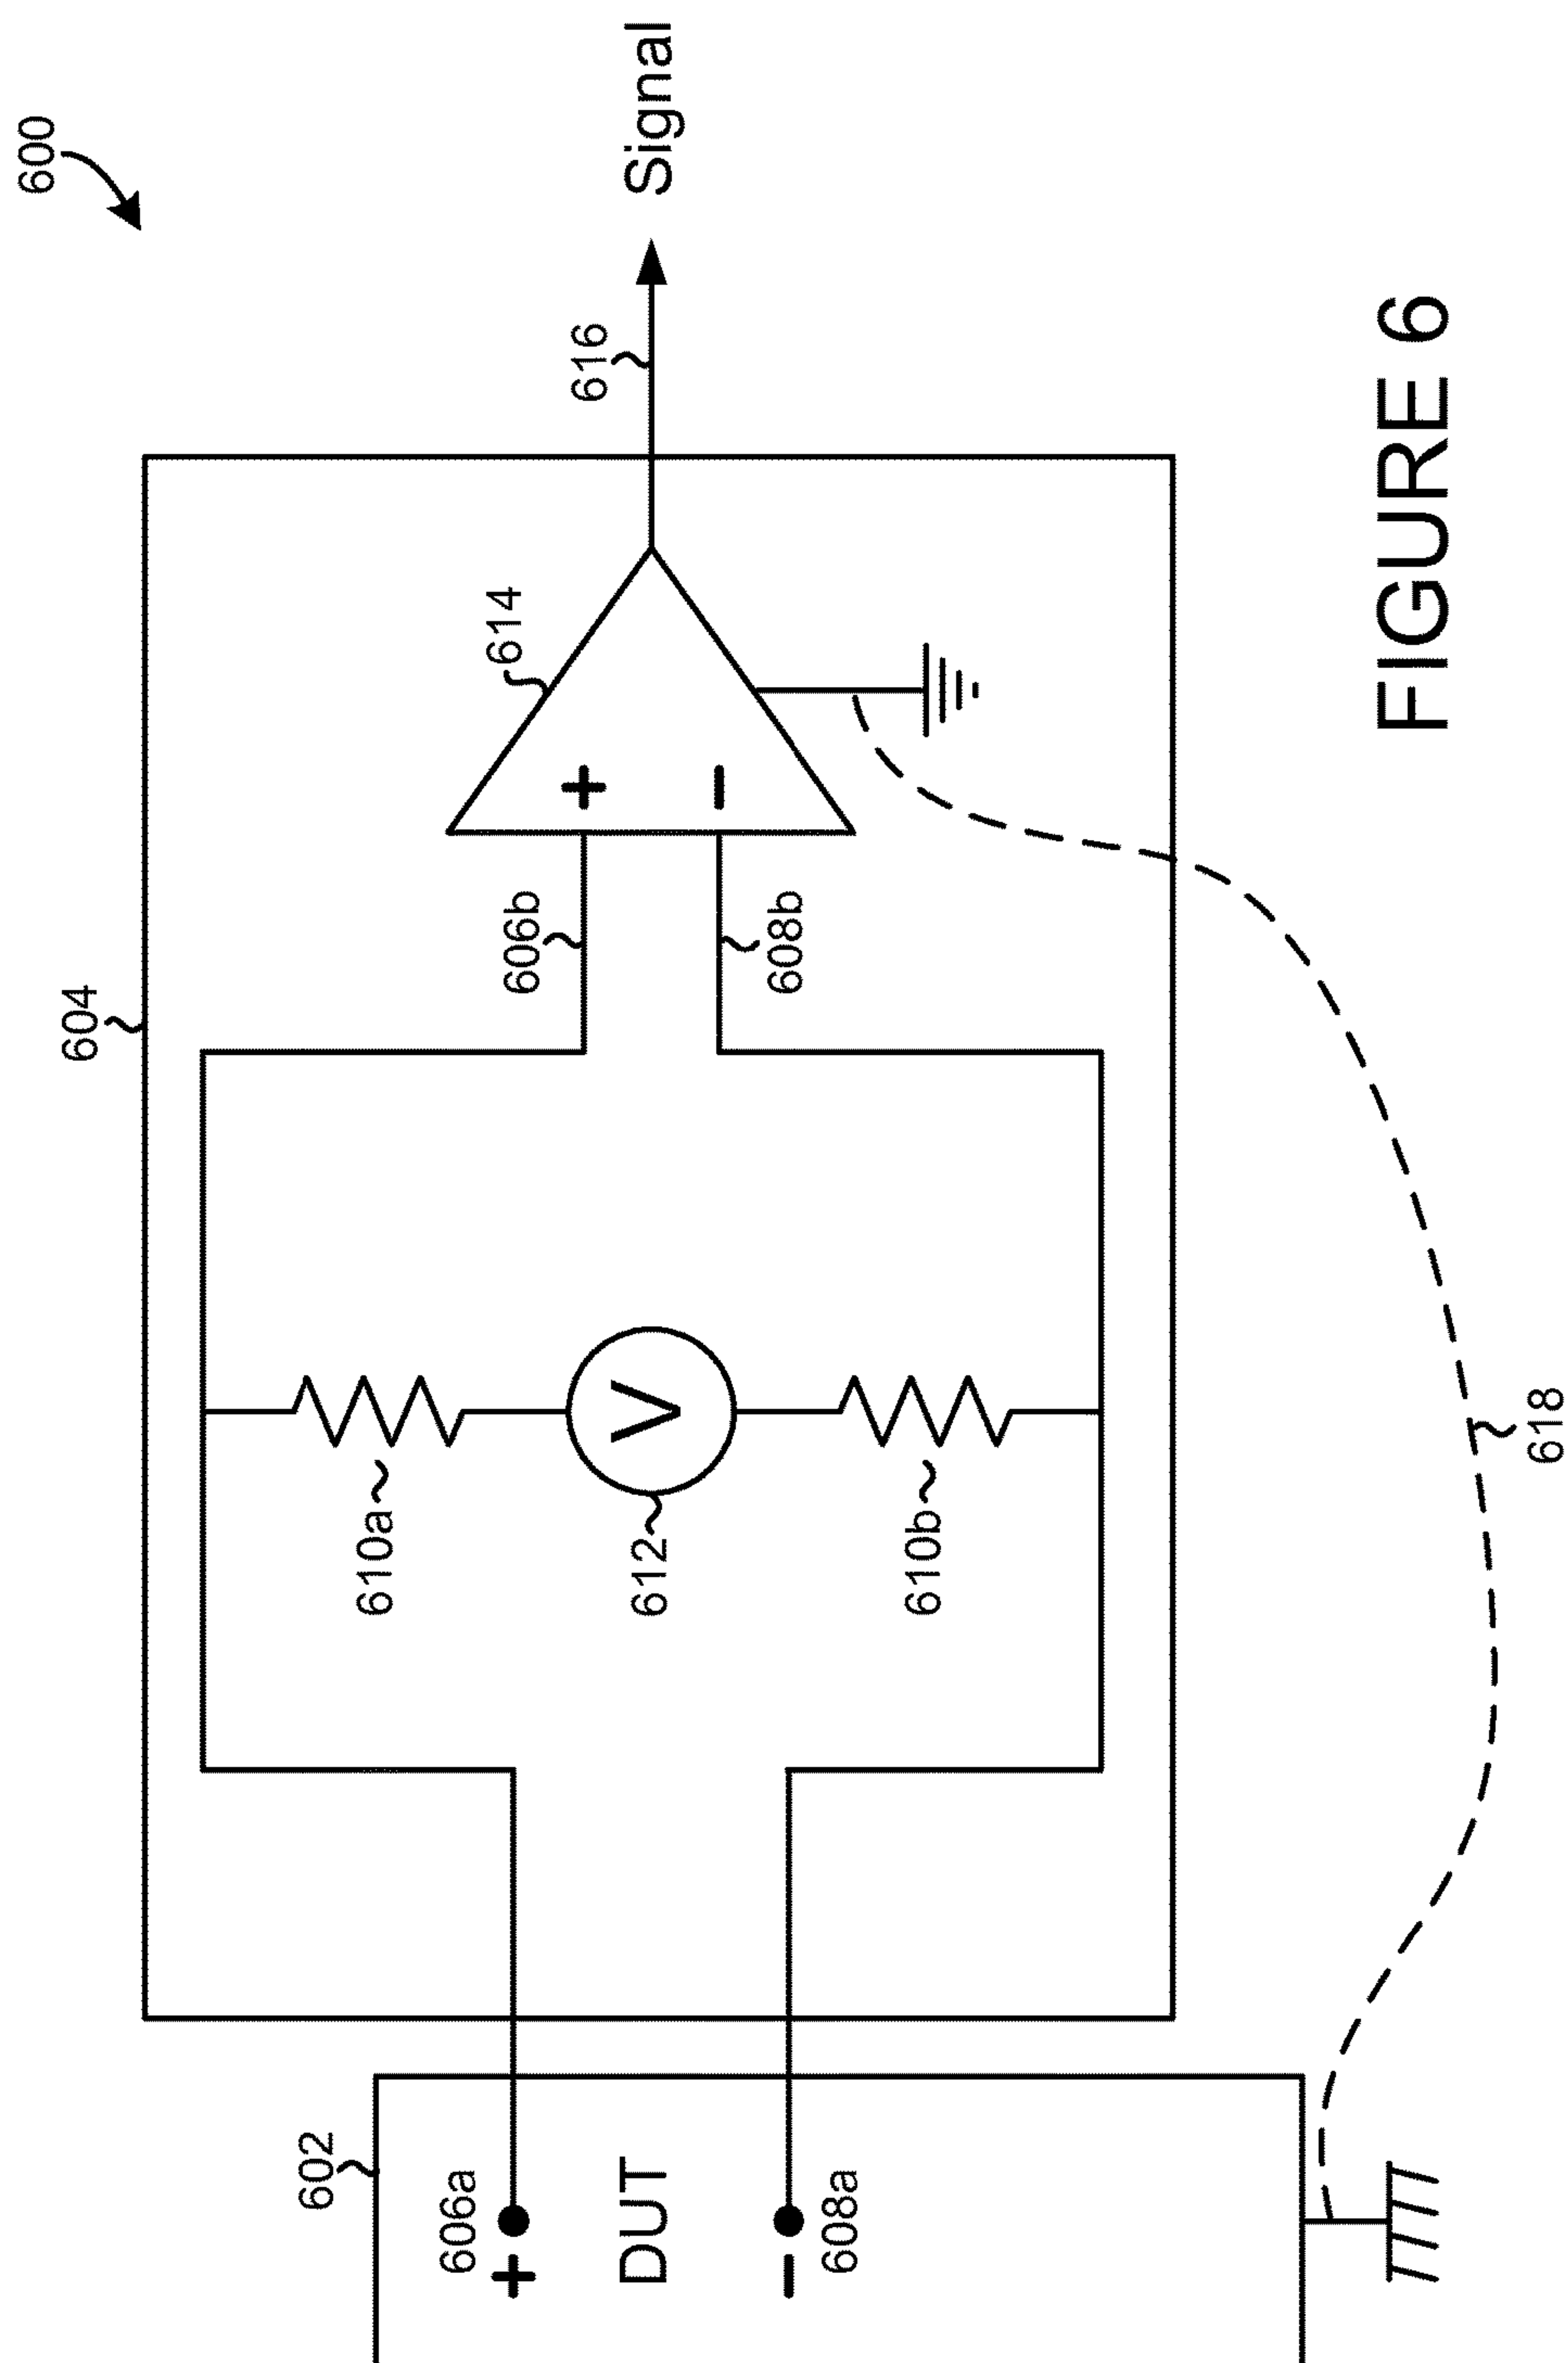 600
604
614
616
Signal
606b
608b
610a
V
612
610b
+
−
602
606a
+
DUT
−
608a
618
FIGURE 6